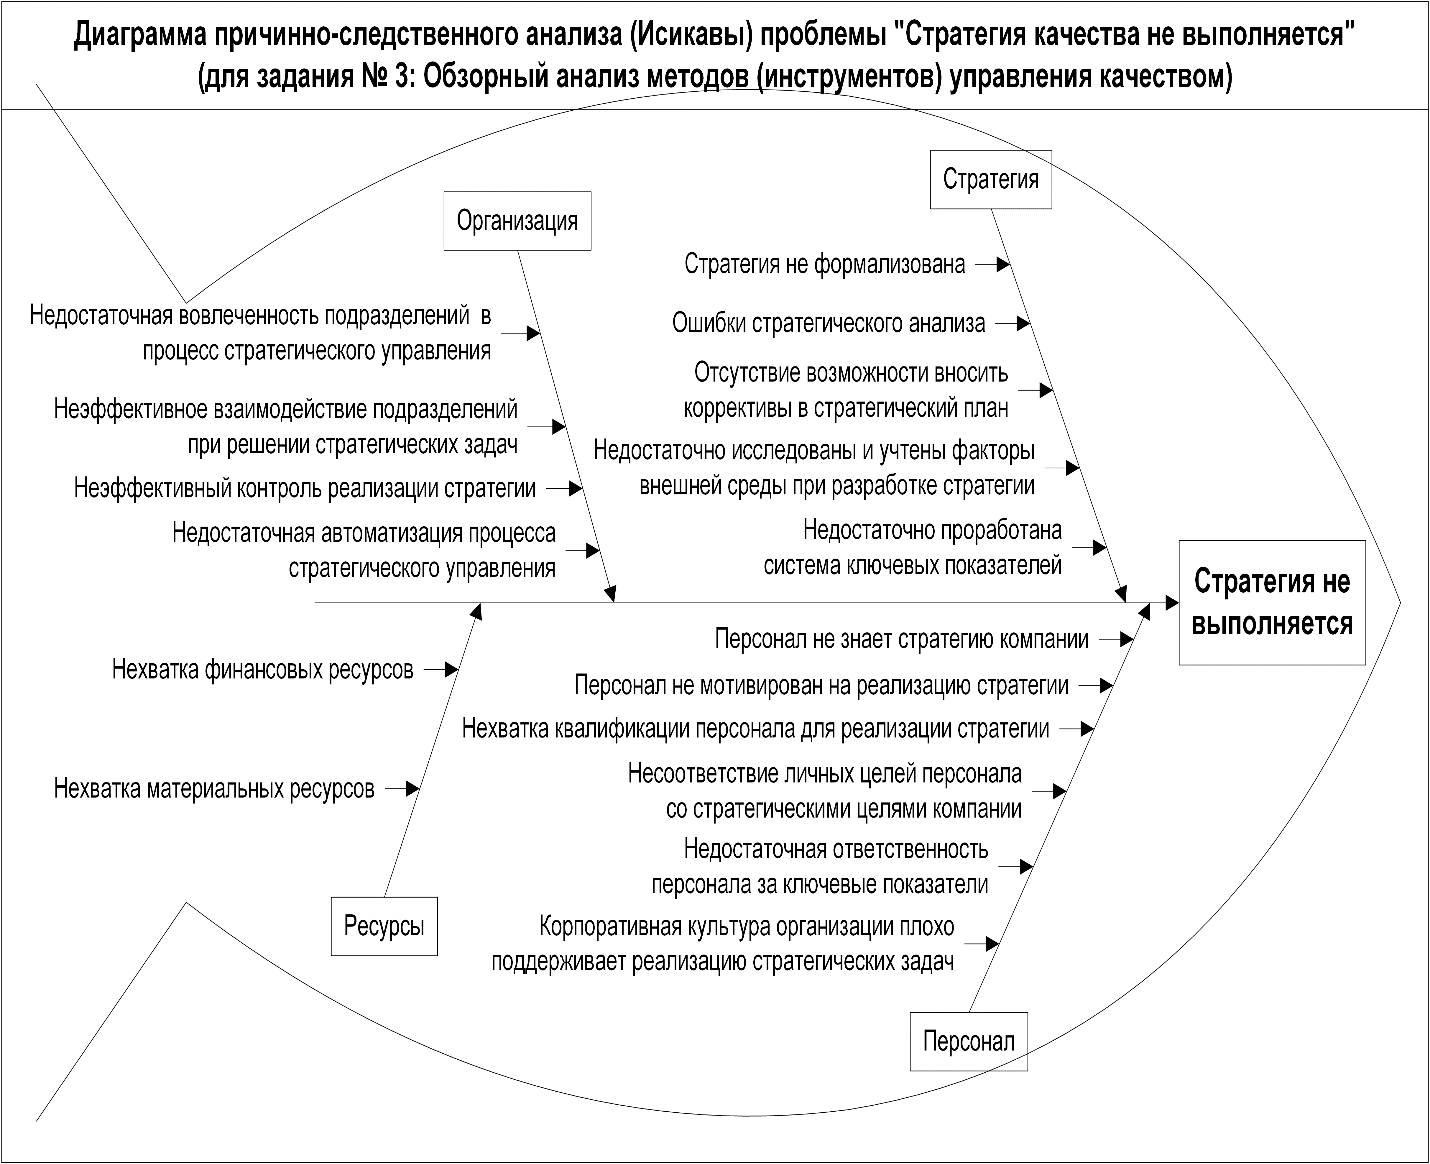 Диаграмма причинно-следственного анализа (Исикавы) проблемы "Стратегия качества не выполняется"
(для задания № 3: Обзорный анализ методов (инструментов) управления качеством)
Организация
Недостаточная вовлеченность подразделений в
процесс стратегического управления
Неэффективное взаимодействие подразделений
при решении стратегических задач
Неэффективный контроль реализации стратегии
Недостаточная автоматизация процесса
стратегического управления
Стратегия
Стратегия не формализована
Ошибки стратегического анализа
Отсутствие возможности вносить
коррективы в стратегический план
Недостаточно исследованы и учтены факторы
внешней среды при разработке стратегии
Недостаточно проработана
система ключевых показателей
Стратегия не
выполняется
Нехватка финансовых ресурсов
Нехватка материальных ресурсов
Ресурсы
Персонал не знает стратегию компании
Персонал не мотивирован на реализацию стратегии
Нехватка квалификации персонала для реализации стратегии
Несоответствие личных целей персонала
со стратегическими целями компании
Недостаточная ответственность
персонала за ключевые показатели
Корпоративная культура организации плохо
поддерживает реализацию стратегических задач
Персонал